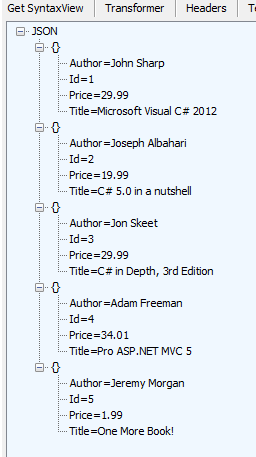 Get SyntaxView Transformer Headers
JSON
{}
Author=John Sharp
Id=1
Price=29.99
Title=Microsoft Visual C# 2012
{}
Author=Joseph Albahari
Id=2
Price=19.99
Title=C# 5.0 in a nutshell
{}
Author=Jon Skeet
Id=3
Price=29.99
Title=C# in Depth, 3rd Edition
{}
Author=Adam Freeman
Id=4
Price=34.01
Title=Pro ASP.NET MVC 5
{}
Author=Jeremy Morgan
Id=5
Price=1.99
Title=One More Book!